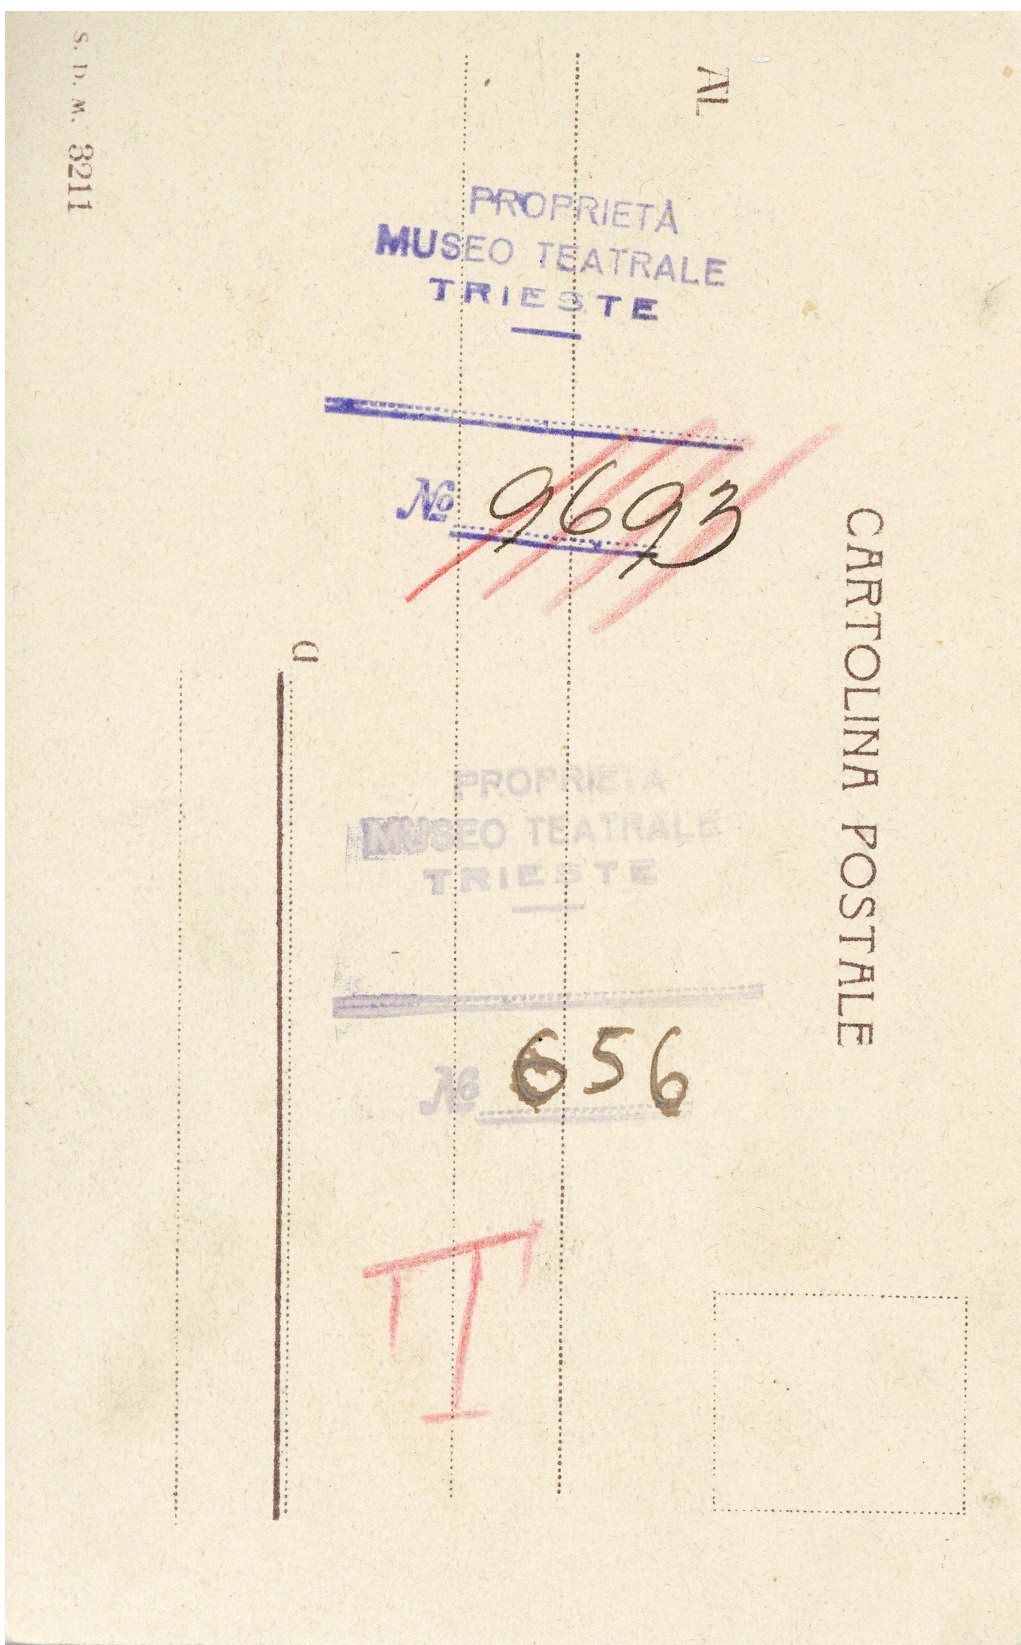 AL
S. D. M. 3211
PROPRIETÀ
MUSEO TEATRALE
TRIESTE
№ 9693
CARTOLINA POSTALE
a
PROPRIETÀ
MUSEO TEATRALE
TRIESTE
№ 656
T